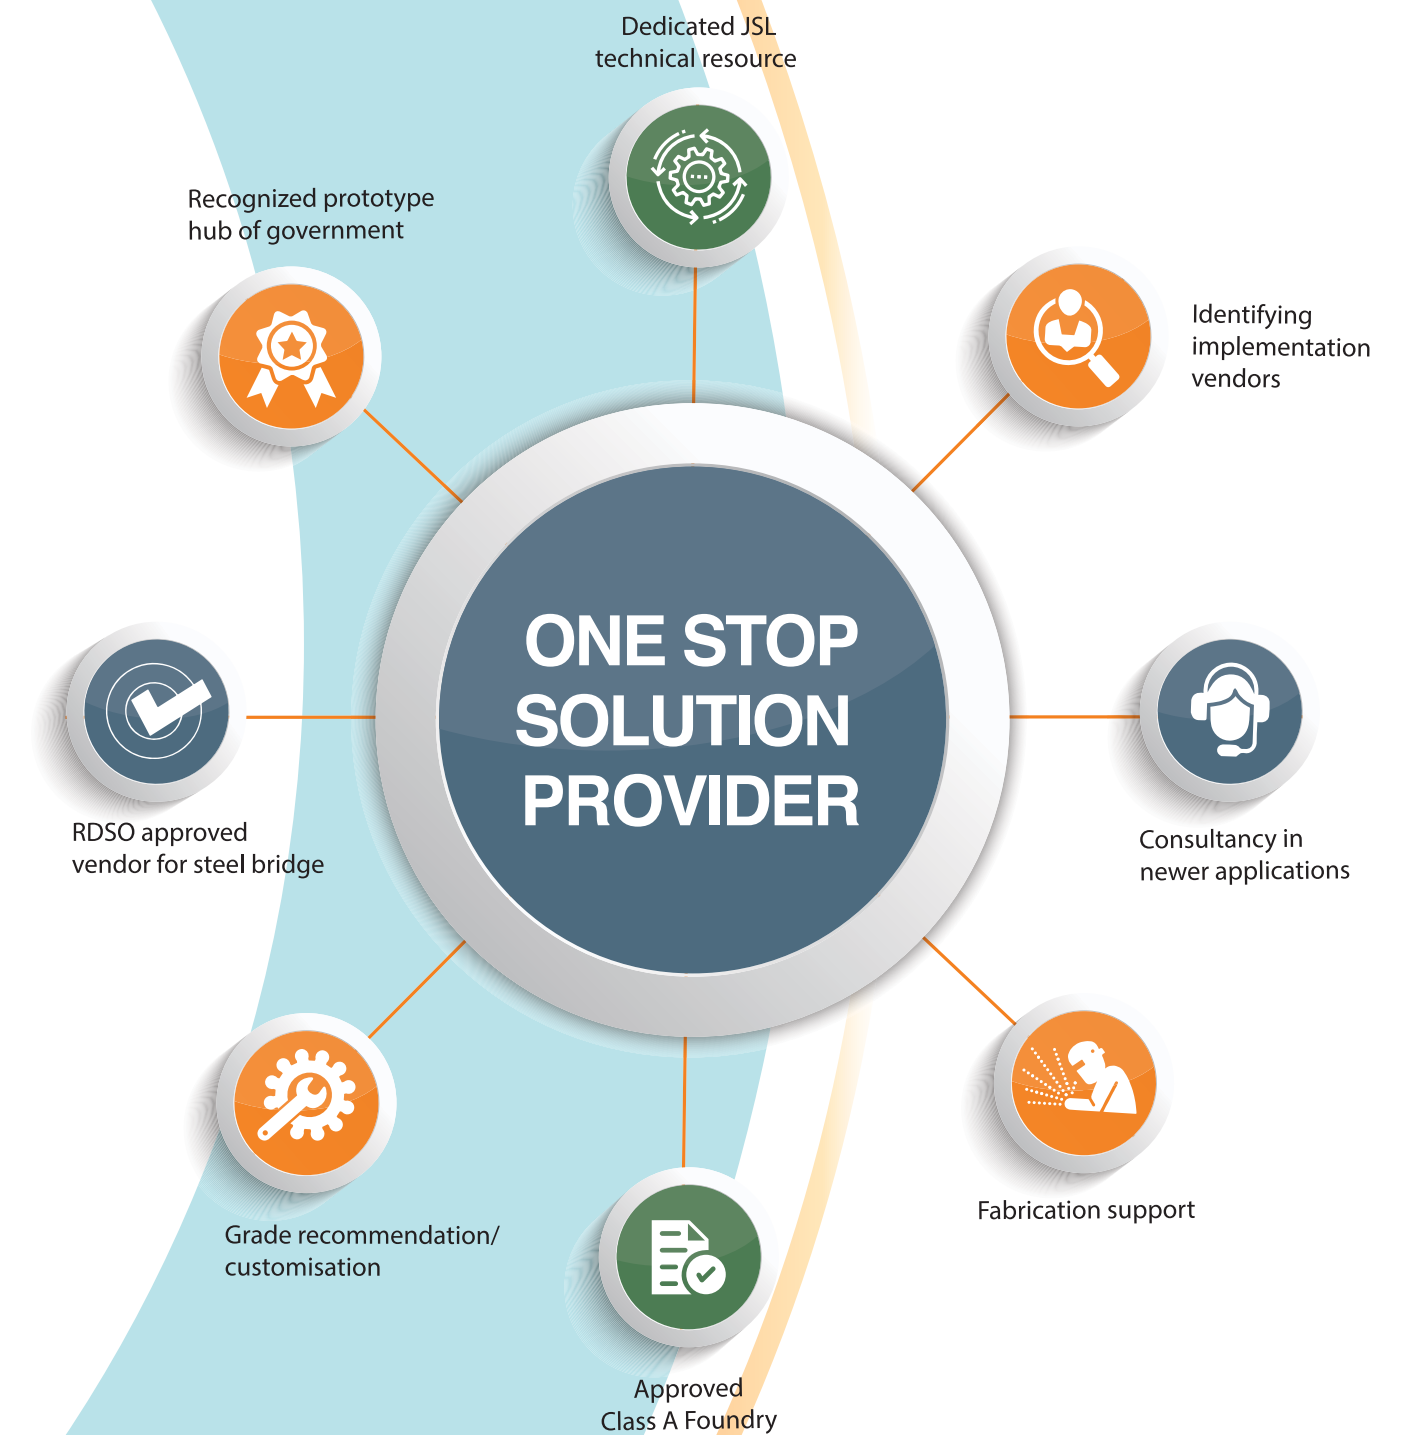 Dedicated JSL
technical resource
Recognized prototype
hub of government
Identifying
implementation
vendors
ONE STOP
SOLUTION
PROVIDER
RDSO approved
vendor for steel bridge
Consultancy in
newer applications
Grade recommendation/
customisation
Fabrication support
Approved
Class A Foundry